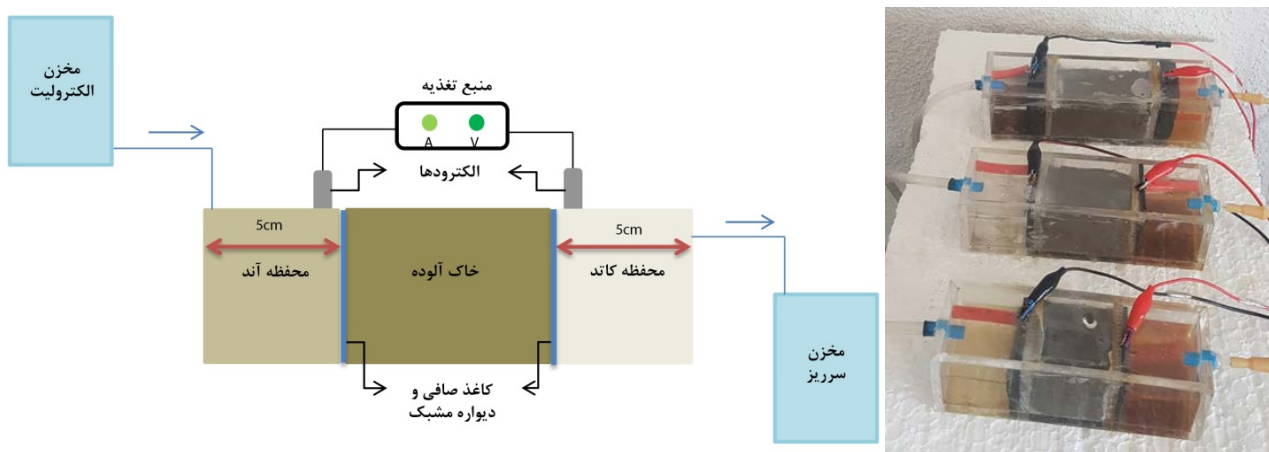 مخزن
الکترولیت
منبع تغذیه
A
V
الکترودها
5cm
محفظه آند
خاک آلوده
5cm
محفظه کاتد
کاغذ صافی و
دیواره مشبک
مخزن
سرریز